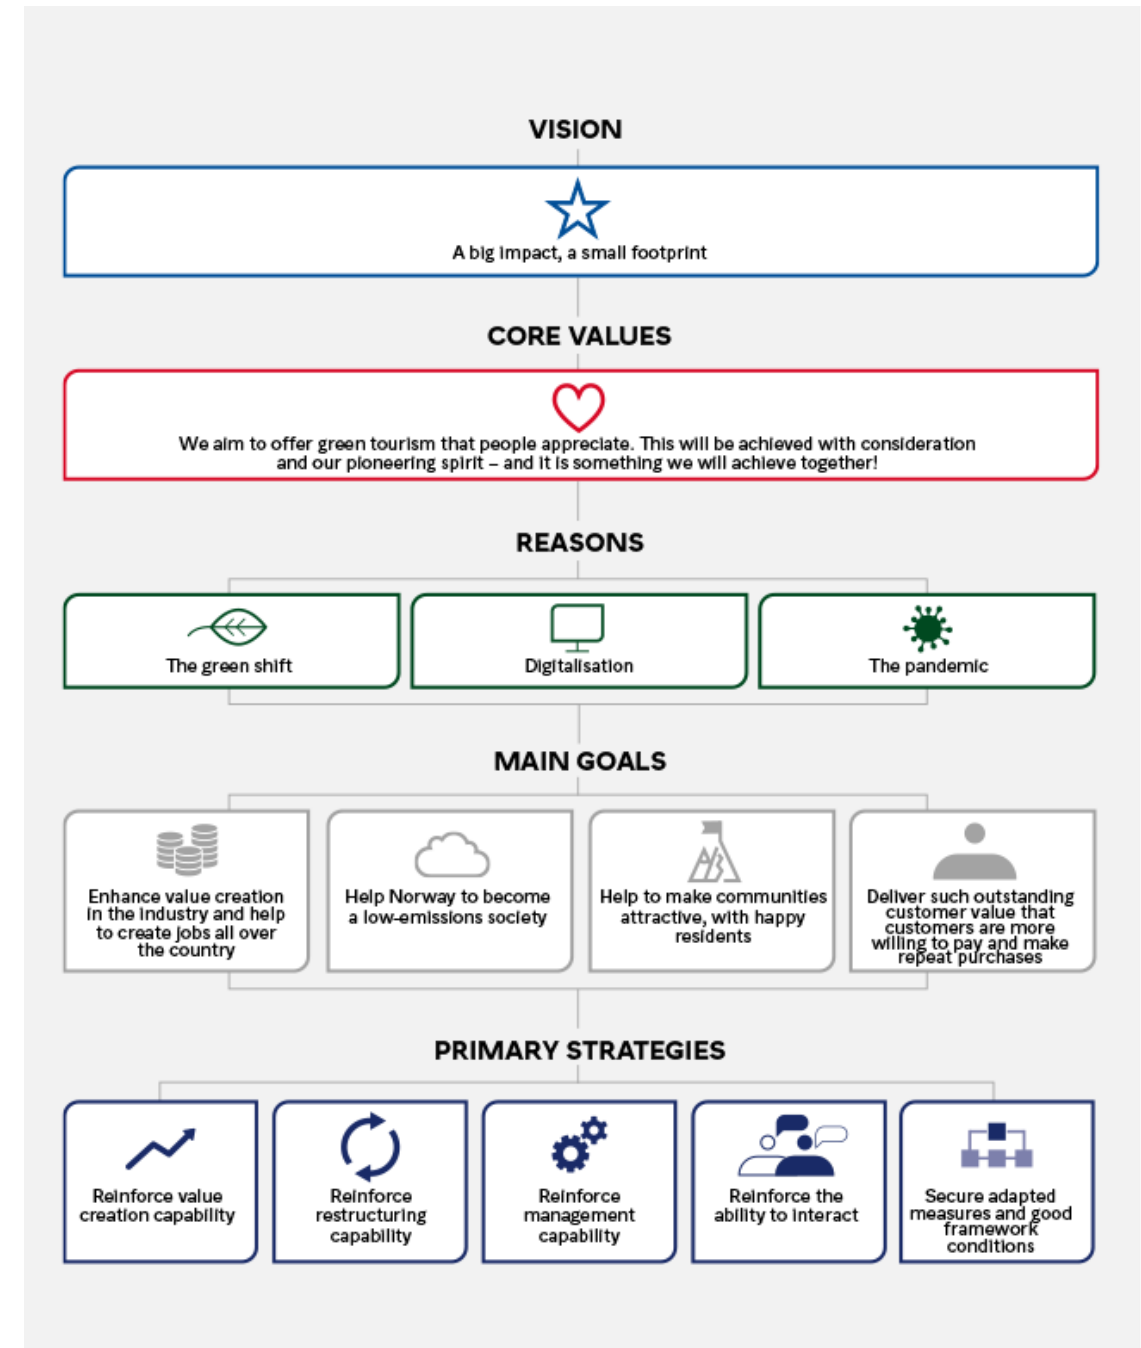 VISION
A big impact, a small footprint
CORE VALUES
We aim to offer green tourism that people appreciate. This will be achieved with consideration
and our pioneering spirit – and it is something we will achieve together!
REASONS
The green shift
Digitalisation
The pandemic
MAIN GOALS
Enhance value creation
in the industry and help
to create jobs all over
the country
Help Norway to become
a low-emissions society
Help to make communities
attractive, with happy
residents
Deliver such outstanding
customer value that
customers are more
willing to pay and make
repeat purchases
PRIMARY STRATEGIES
Reinforce value
creation capability
Reinforce
restructuring
capability
Reinforce
management
capability
Reinforce the
ability to interact
Secure adapted
measures and good
framework
conditions